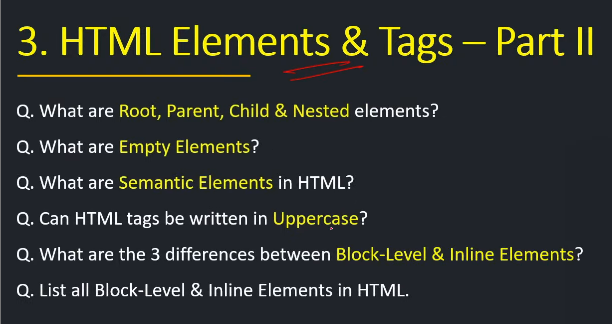 3. HTML Elements & Tags – Part II
Q. What are Root, Parent, Child & Nested elements?
Q. What are Empty Elements?
Q. What are Semantic Elements in HTML?
Q. Can HTML tags be written in Uppercase?
Q. What are the 3 differences between Block-Level & Inline Elements?
Q. List all Block-Level & Inline Elements in HTML.